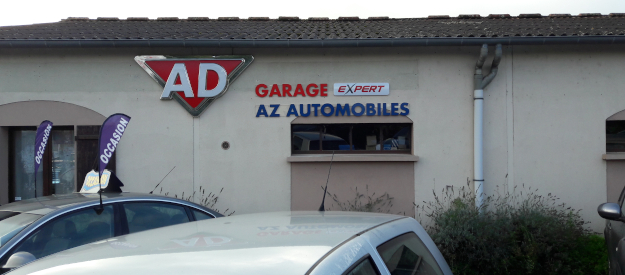 AD
GARAGE EXPERT
AZ AUTOMOBILES
OCCASION
OCCASION